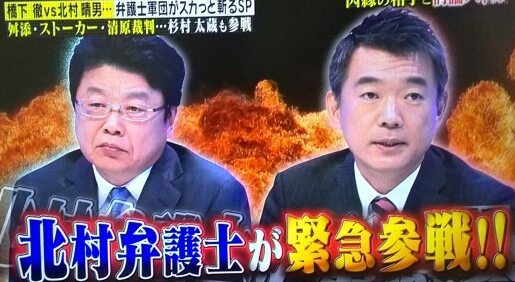 橋下 徹vs北村 晴男…弁護士軍団がスカっと斬るSP
舛添・ストーカー・清原裁判…杉村太蔵も参戦
因縁の相手と
北村弁護士が緊急参戦!!